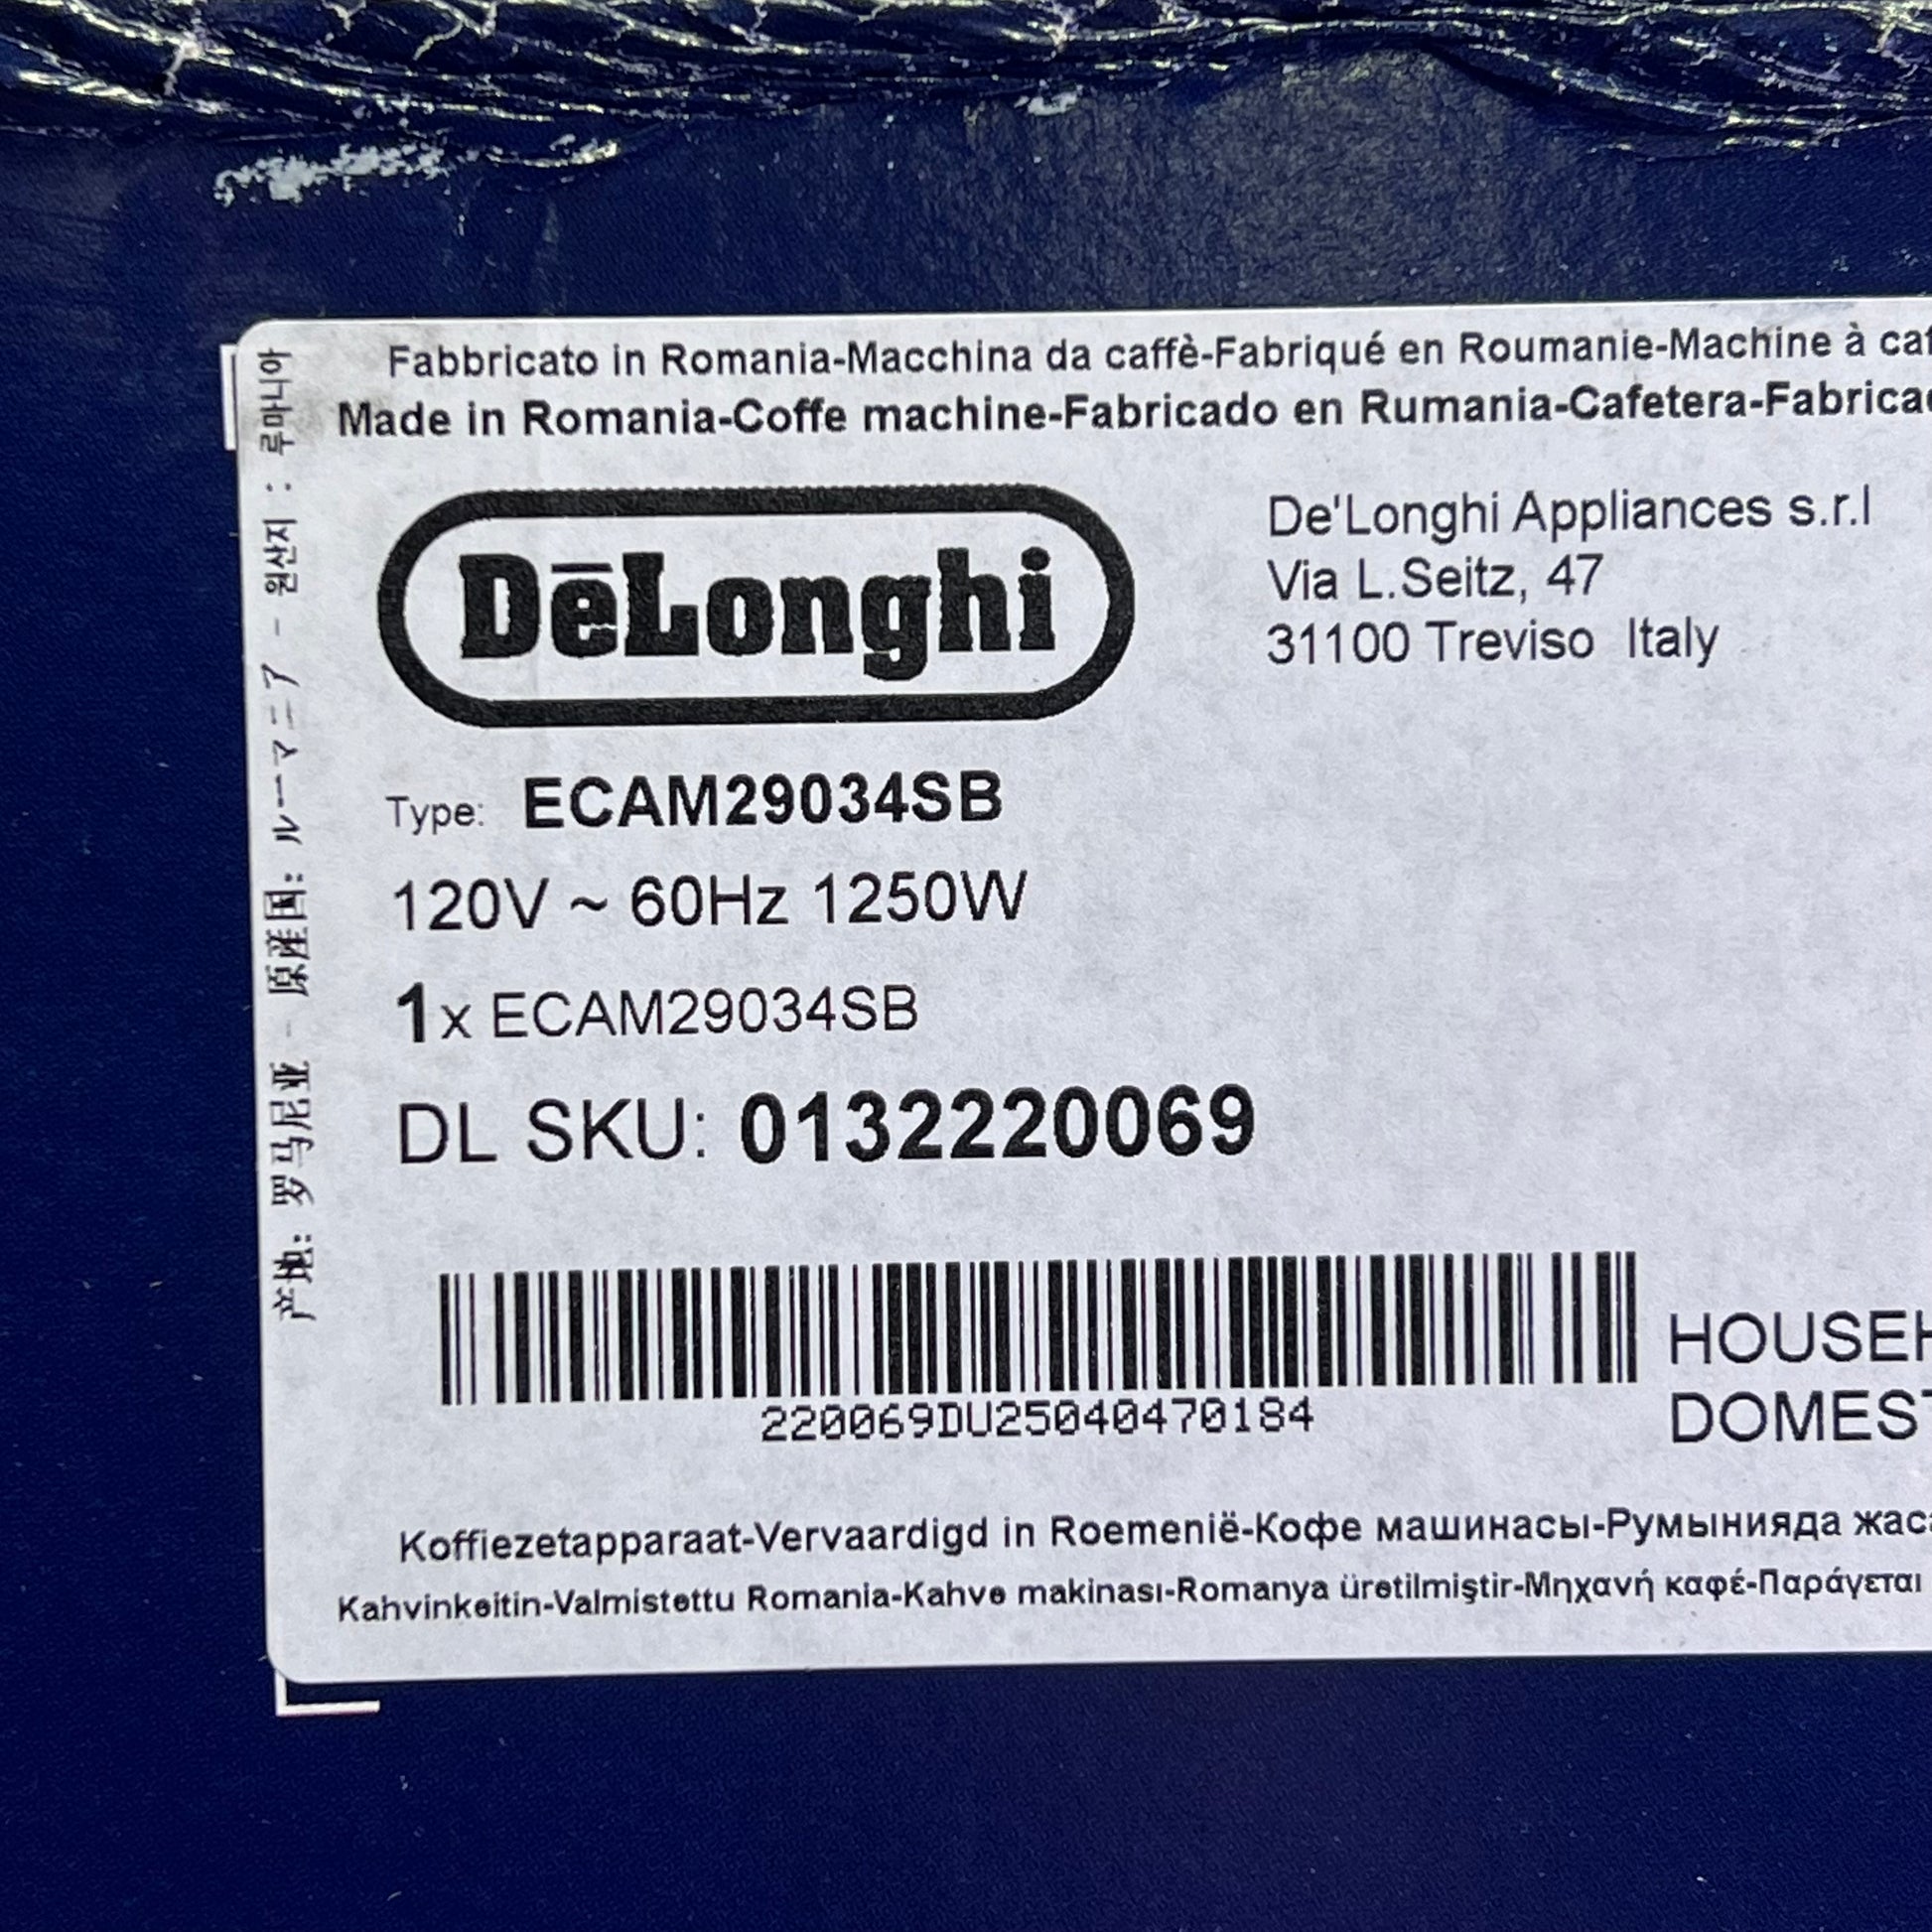 Fabbricato in Romania-Macchina da caffè-Fabriqué en Roumanie-Machine à caf
Made in Romania-Coffe machine-Fabricado en Rumania-Cafetera-Fabricad
DēLonghi
De'Longhi Appliances s.r.l
Via L.Seitz, 47
31100 Treviso Italy
Type: ECAM29034SB
120V ~ 60Hz 1250W
1x ECAM29034SB
DL SKU: 0132220069
220069DU25040470184
HOUSEH
DOMEST
Koffiezetapparaat-Vervaardigd in Roemenië-Кофе машинасы-Румынияда жаса
Kahvinkeitin-Valmistettu Romania-Kahve makinası-Romanya üretilmiştir-Μηχανή καφέ-Παράγεται
产地: 罗马尼亚 - 原産国: ルーマニア - 원산지 : 루마니아